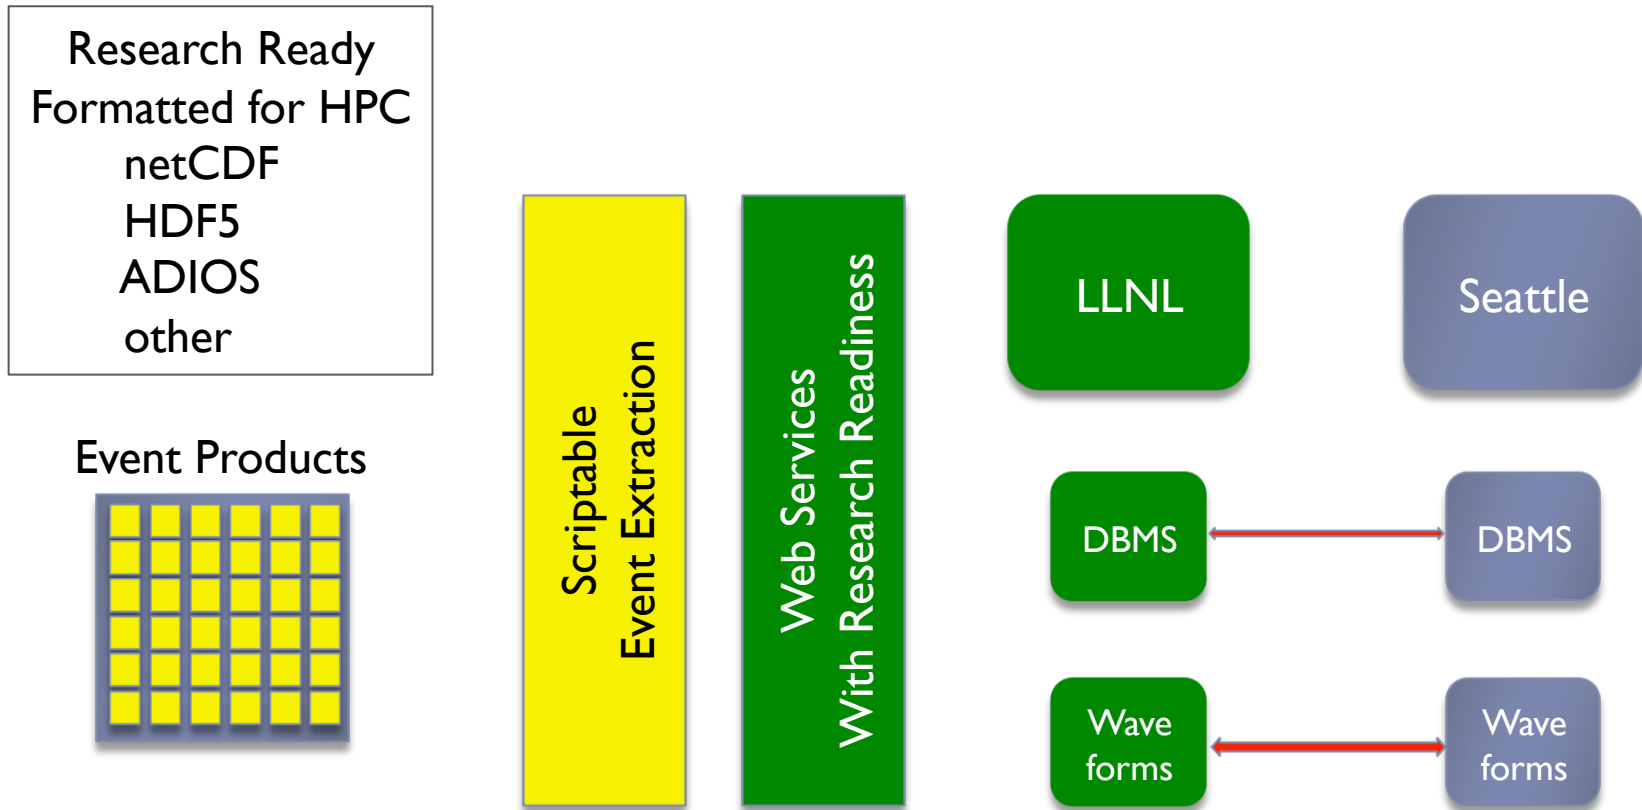 Research Ready
Formatted for HPC
netCDF
HDF5
ADIOS
other
Event Products
Scriptable
Event Extraction
Web Services
With Research Readiness
LLNL
Seattle
DBMS
DBMS
Wave
forms
Wave
forms